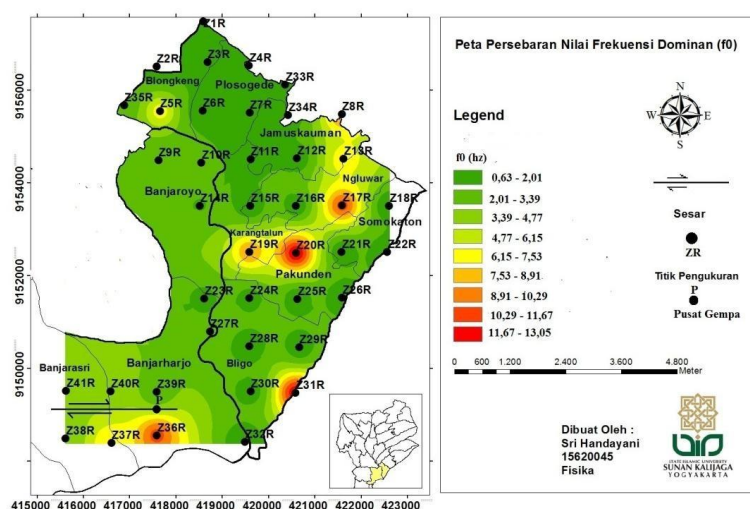 Z1R
Z2R
Z3R
Z4R
Blongkeng
Plosogede
Z33R
Z35R
Z5R
Z6R
Z7R
Z34R
Z8R
Jamuskauman
Z9R
Z10R
Z11R
Z12R
Z13R
Ngluwar
Banjaroyo
Z14R
Z15R
Z16R
Z17R
Z18R
Somokaton
Karangtalun
Z19R
Z20R
Z21R
Z22R
Pakunden
Z23R
Z24R
Z25R
Z26R
Z27R
Z28R
Z29R
Banjarasri
Banjarharjo
Bligo
Z41R
Z40R
Z39R
Z30R
Z31R
P
Z38R
Z37R
Z36R
Z32R
9156000
9154000
9152000
9150000
415000 416000 417000 418000 419000 420000 421000 422000 423000
Peta Persebaran Nilai Frekuensi Dominan (f0)
Legend
f0 (hz)
0,63 - 2,01
2,01 - 3,39
3,39 - 4,77
4,77 - 6,15
6,15 - 7,53
7,53 - 8,91
8,91 - 10,29
10,29 - 11,67
11,67 - 13,05
N
W E
S
Sesar
ZR
Titik Pengukuran
P
Pusat Gempa
0 600 1.200 2.400 3.600 4.800
Meter
Dibuat Oleh :
Sri Handayani
15620045
Fisika
STATE ISLAMIC UNIVERSITY
SUNAN KALIJAGA
YOGYAKARTA